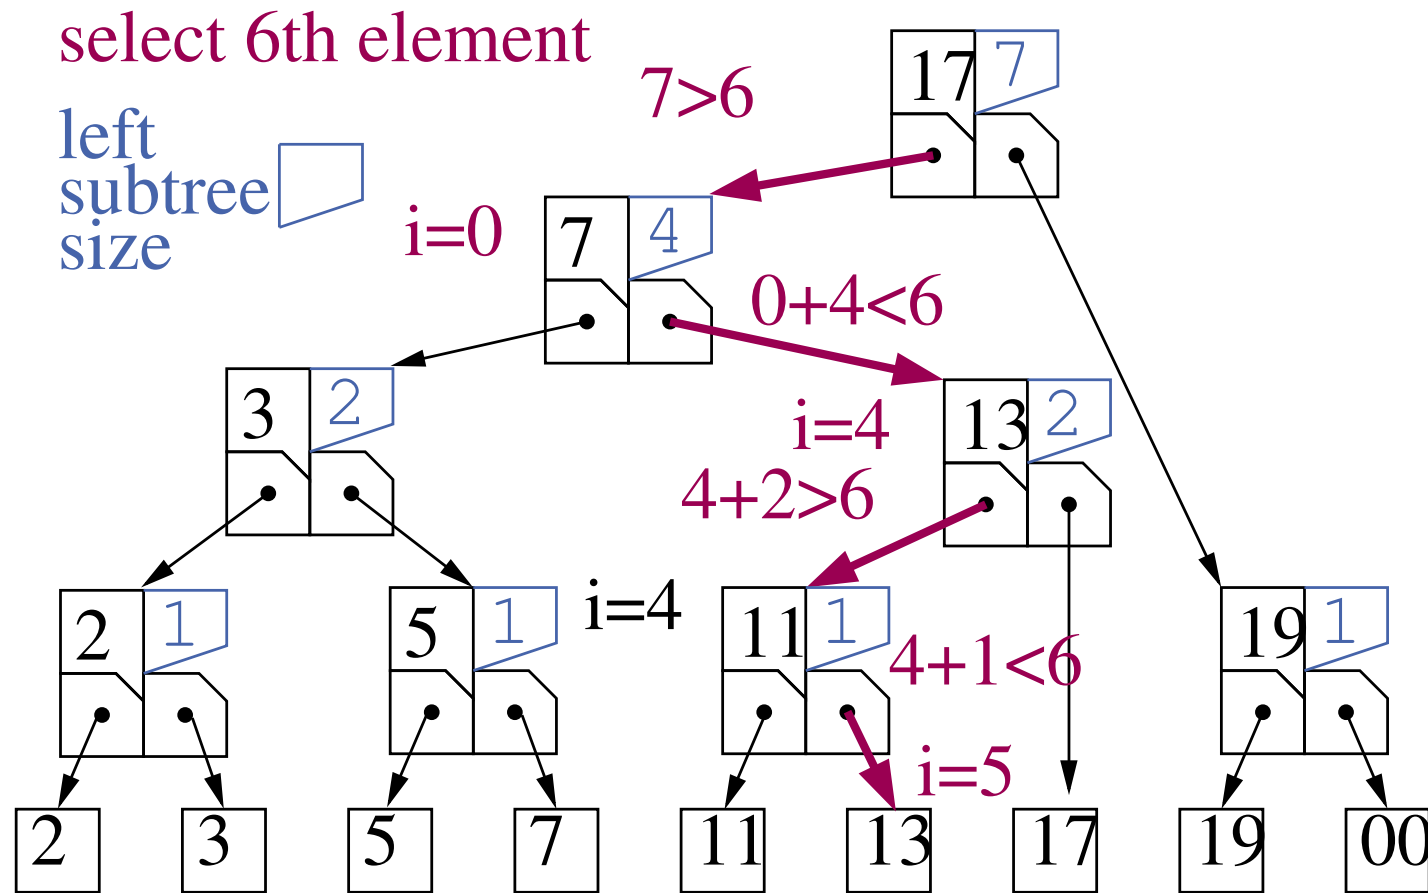 select 6th element
7>6
17 7
left
subtree
size
i=0
7 4
0+4<6
3 2
i=4
13 2
4+2>6
2 1
5 1
i=4
11 1
4+1<6
19 1
i=5
2 3 5 7 11 13 17 19 00